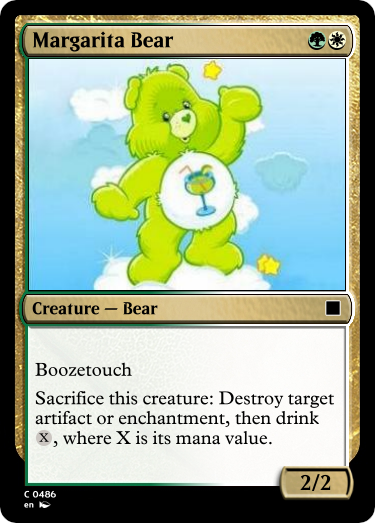 Margarita Bear
Creature — Bear
Boozetouch
Sacrifice this creature: Destroy target
artifact or enchantment, then drink
X, where X is its mana value.
2/2
C 0486
en